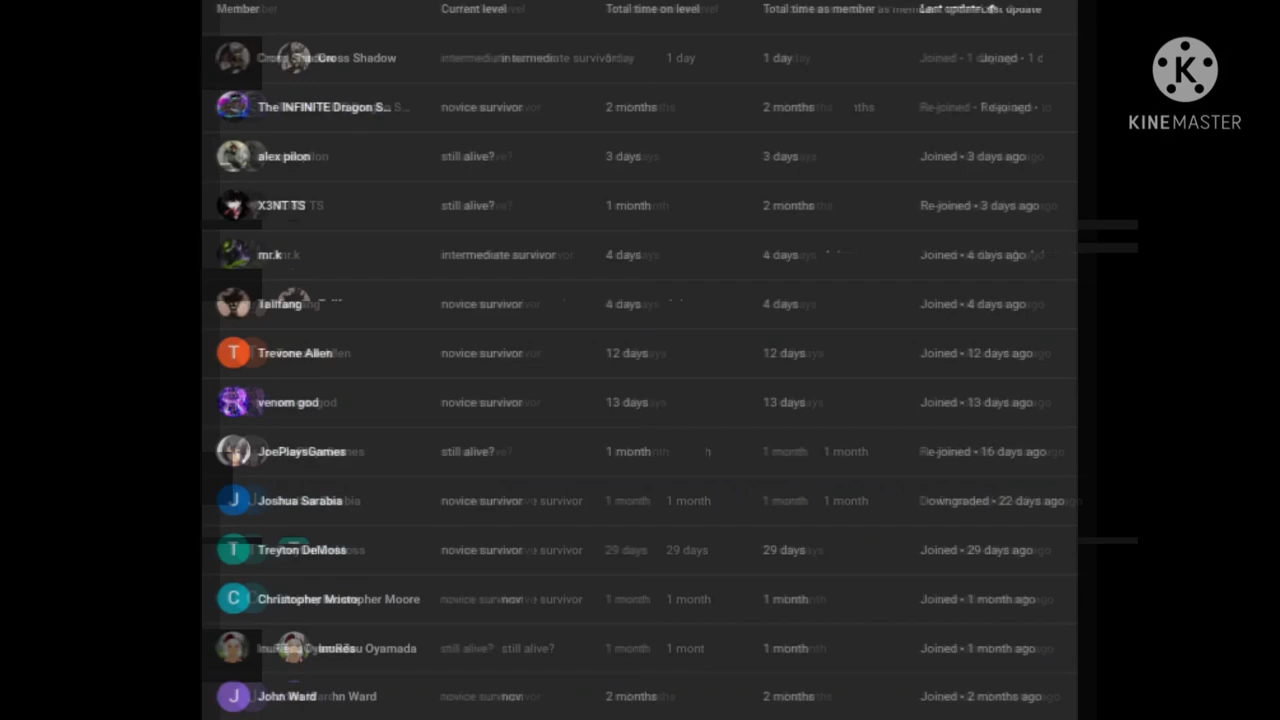 Member Current level Total time on level Total time as member Last update
Cross Shadow intermediate survivor 1 day 1 day Joined • 1 d
The INFINITE Dragon S... novice survivor 2 months 2 months Re-joined •
alex pilon still alive? 3 days 3 days Joined • 3 days ago
X3NT TS still alive? 1 month 2 months Re-joined • 3 days ago
mr.k intermediate survivor 4 days 4 days Joined • 4 days ago
Tailfang novice survivor 4 days 4 days Joined • 4 days ago
Trevone Allen novice survivor 12 days 12 days Joined • 12 days ago
venom god novice survivor 13 days 13 days Joined • 13 days ago
JoePlaysGames still alive? 1 month 1 month Re-joined • 16 days ago
Joshua Sarabia novice survivor 1 month 1 month Downgraded • 22 days ago
Treyton DeMoss novice survivor 29 days 29 days Joined • 29 days ago
Christopher Moore novice survivor 1 month 1 month Joined • 1 month ago
Oyamada still alive? 1 month 1 month Joined • 1 month ago
John Ward novice survivor 2 months 2 months Joined • 2 months ago
K
KINEMASTER